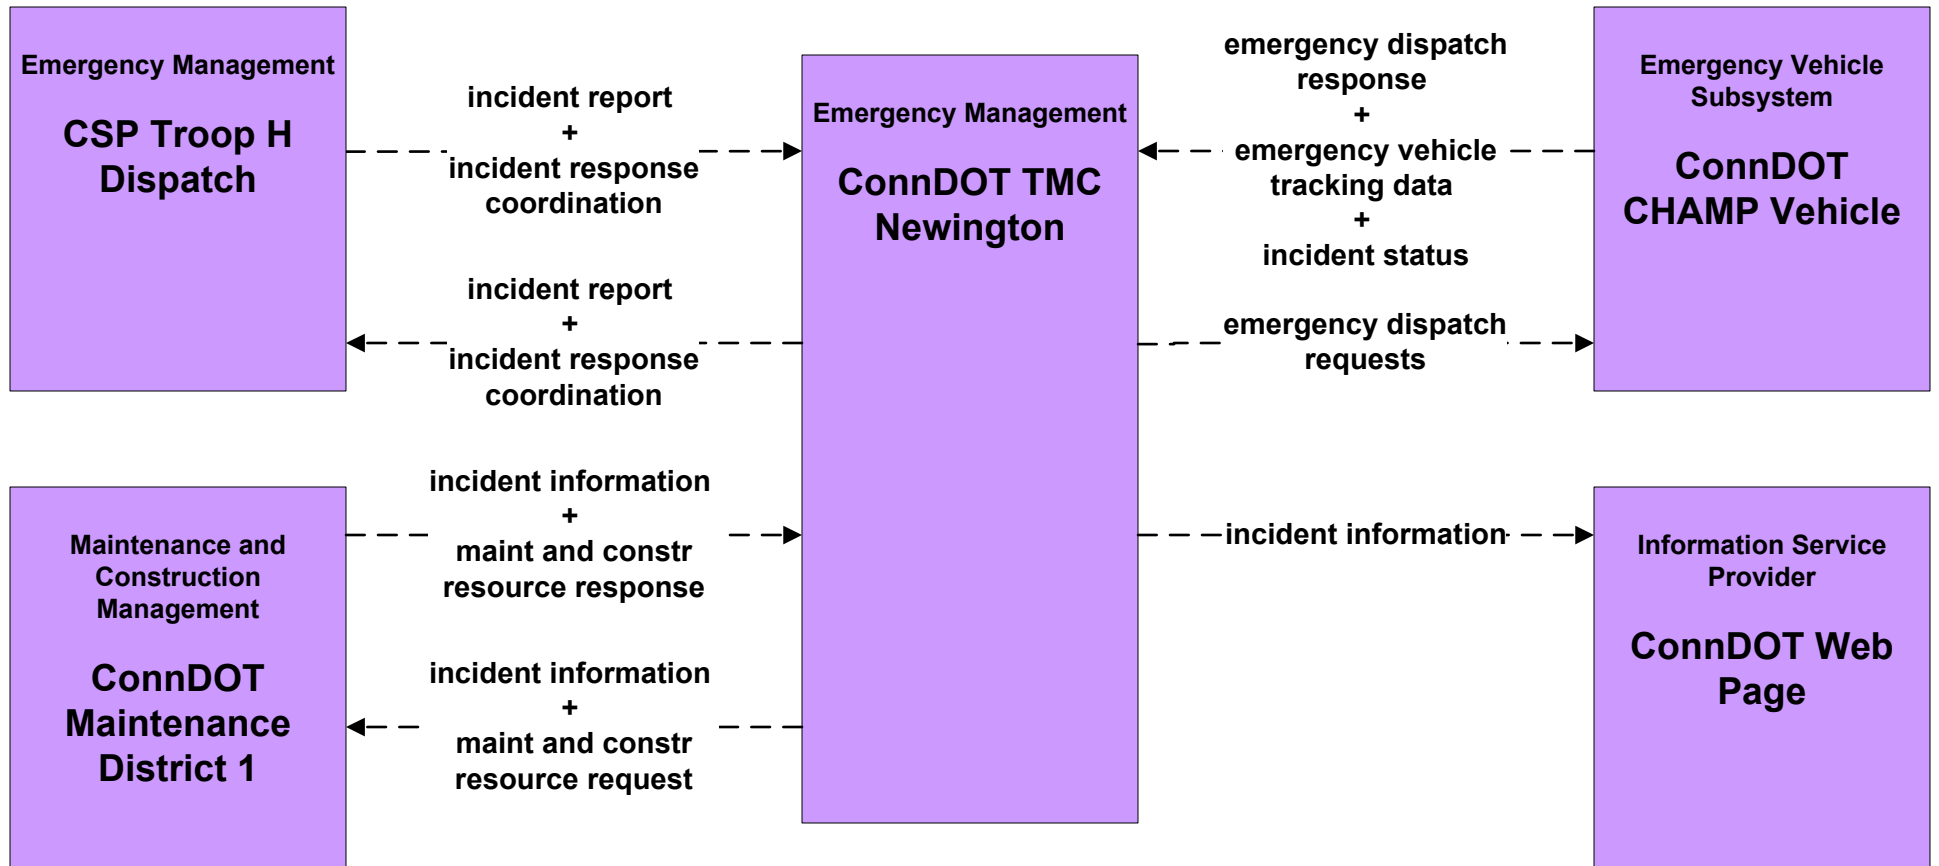 Emergency Management
CSP Troop H
Dispatch
incident report
+
incident response
coordination
incident report
+
incident response
coordination
Emergency Management
ConnDOT TMC
Newington
emergency dispatch
response
+
emergency vehicle
tracking data
+
incident status
emergency dispatch
requests
Emergency Vehicle
Subsystem
ConnDOT
CHAMP Vehicle
Maintenance and
Construction
Management
ConnDOT
Maintenance
District 1
incident information
+
maint and constr
resource response
incident information
+
maint and constr
resource request
incident information
Information Service
Provider
ConnDOT Web
Page